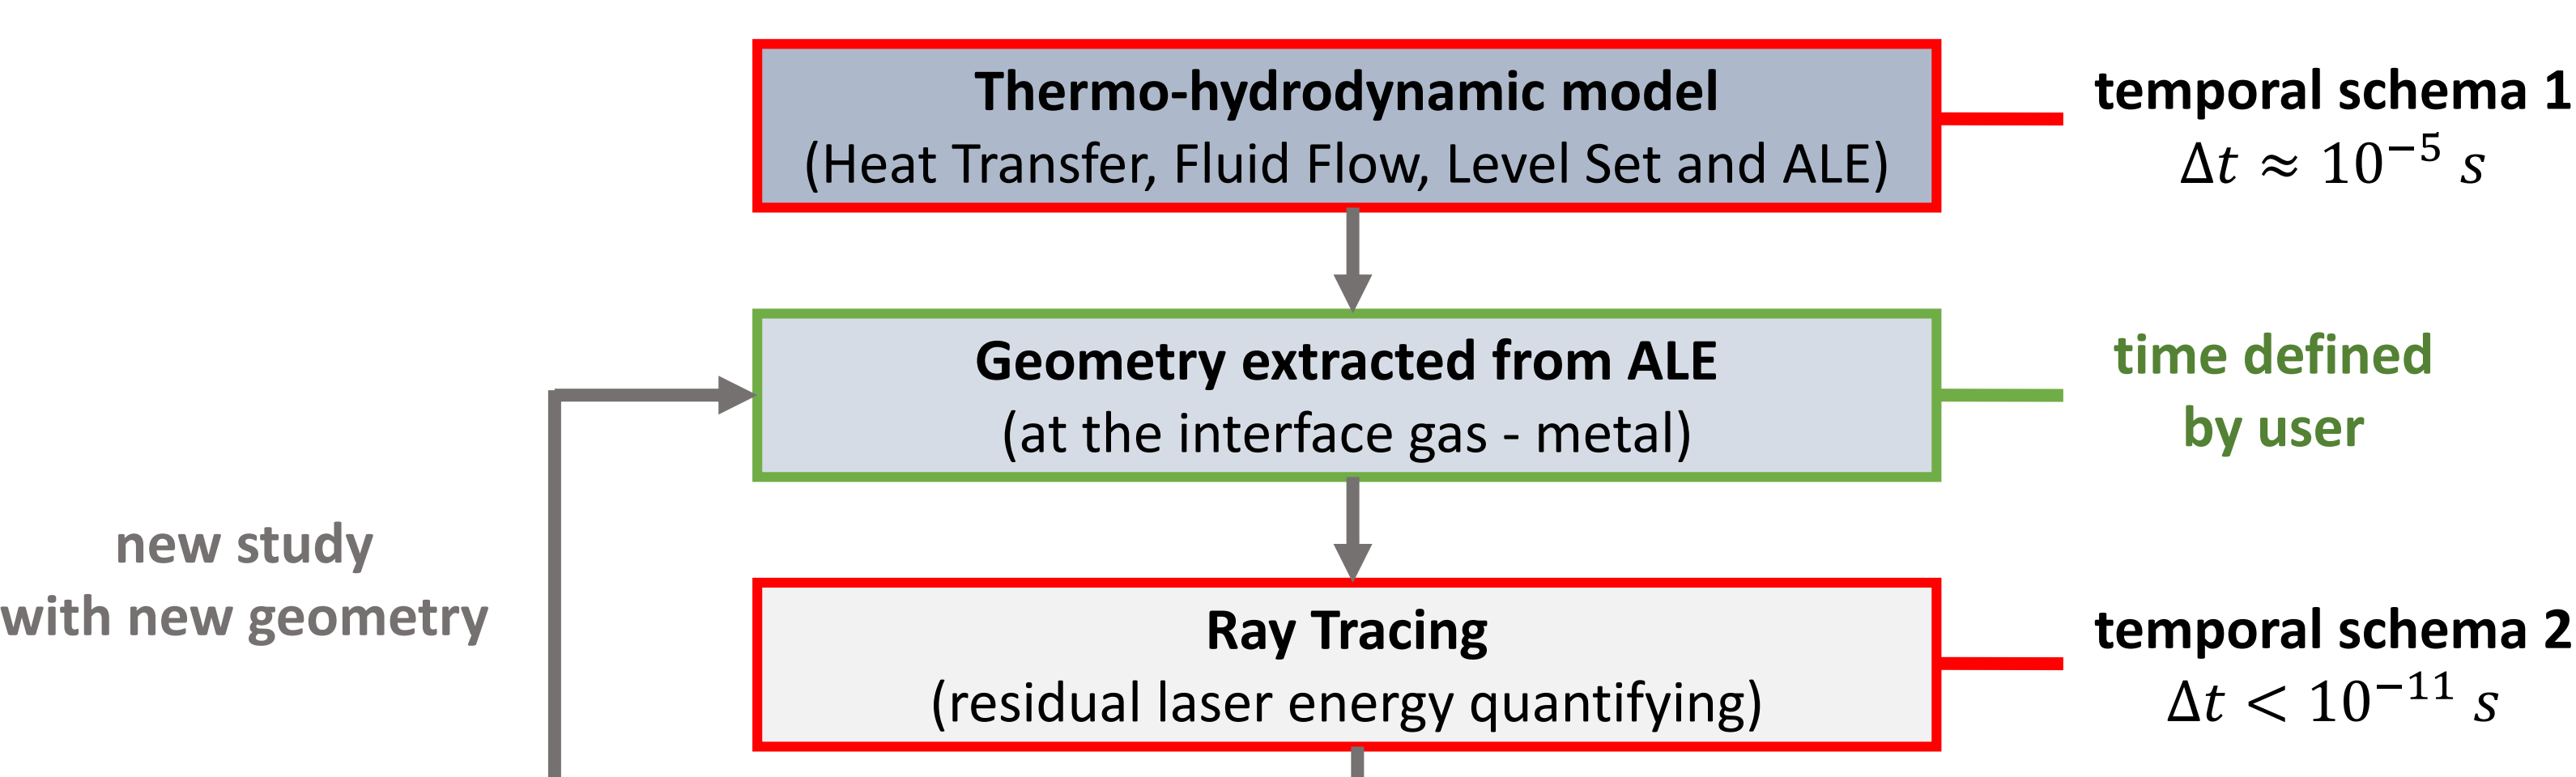 Thermo-hydrodynamic model
(Heat Transfer, Fluid Flow, Level Set and ALE)
temporal schema 1
Δt ≈ 10⁻⁵ s
Geometry extracted from ALE
(at the interface gas - metal)
time defined
by user
new study
with new geometry
Ray Tracing
(residual laser energy quantifying)
temporal schema 2
Δt < 10⁻¹¹ s